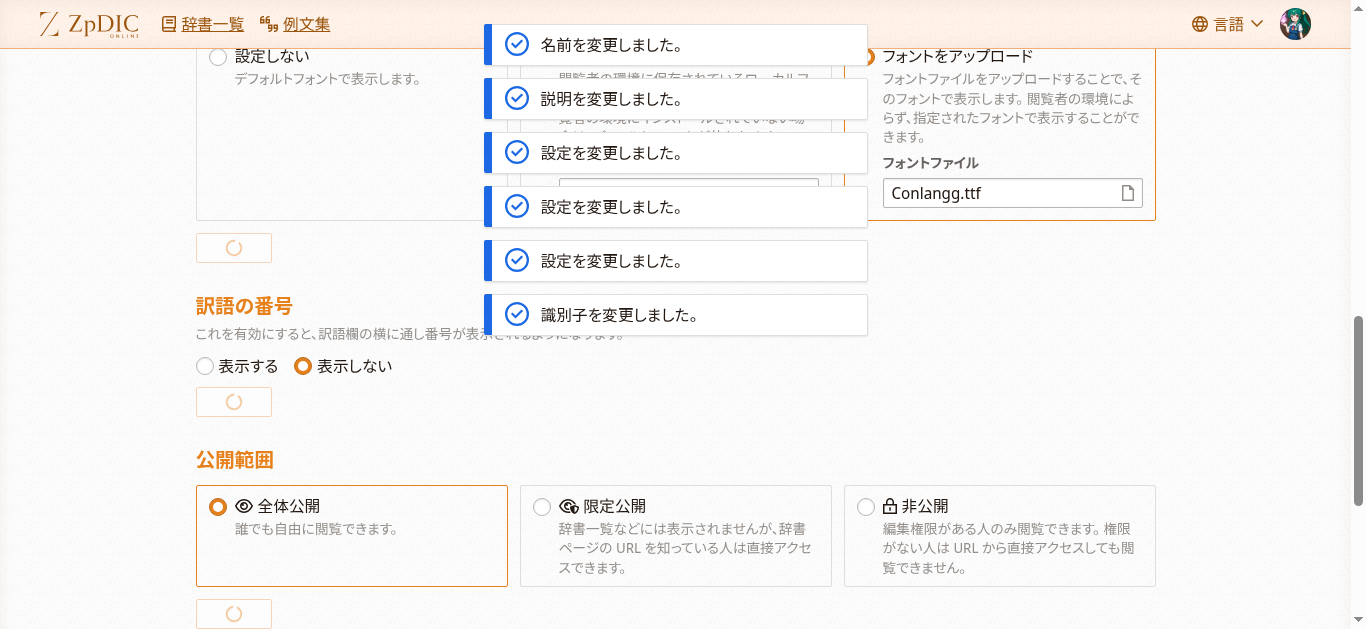 ZpDIC
ONLINE
辞書一覧
例文集
言語
名前を変更しました。
説明を変更しました。
設定を変更しました。
設定を変更しました。
設定を変更しました。
識別子を変更しました。
設定しない
デフォルトフォントで表示します。
フォントをアップロード
フォントファイルをアップロードすることで、そ
のフォントで表示します。閲覧者の環境によ
らず、指定されたフォントで表示することがで
きます。
フォントファイル
Conlangg.ttf
訳語の番号
これを有効にすると、訳語欄の横に通し番号が表示されるようになります。
表示する
表示しない
公開範囲
全体公開
誰でも自由に閲覧できます。
限定公開
辞書一覧などには表示されませんが、辞書
ページの URL を知っている人は直接アクセ
スできます。
非公開
編集権限がある人のみ閲覧できます。権限
がない人は URL から直接アクセスしても閲
覧できません。